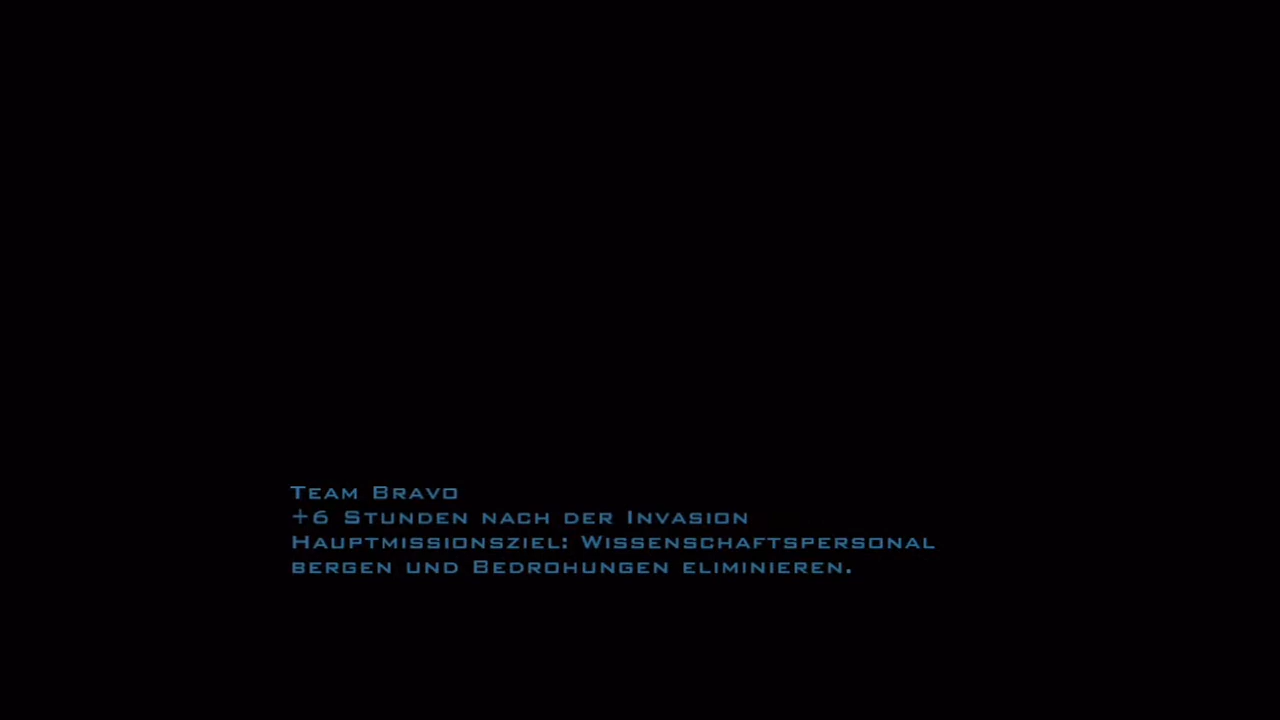 Team Bravo
+6 Stunden nach der Invasion
Hauptmissionsziel: Wissenschaftspersonal
bergen und Bedrohungen eliminieren.